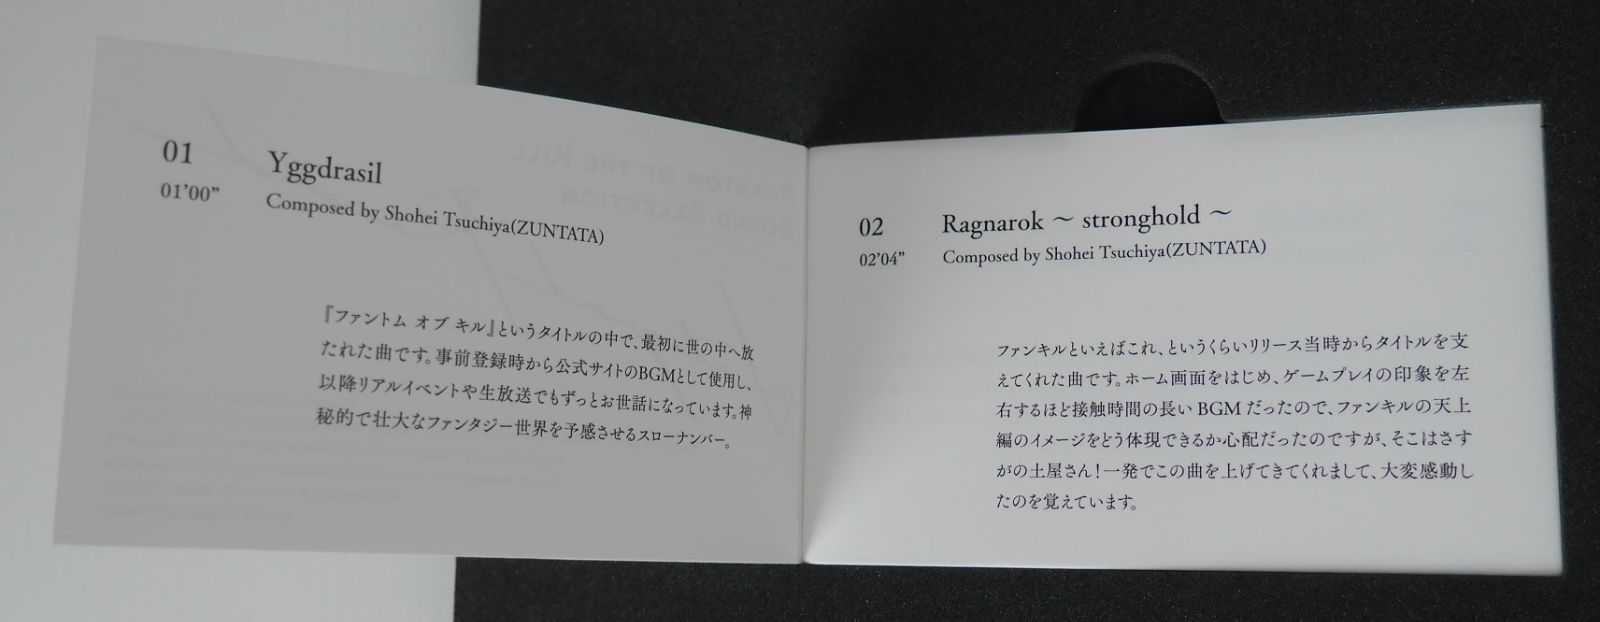 01
Yggdrasil
01’00”
Composed by Shohei Tsuchiya(ZUNTATA)
『ファントム オブ キル』というタイトルの中で、最初に世の中へ放
たれた曲です。事前登録時から公式サイトのBGMとして使用し、
以降リアルイベントや生放送でもずっとお世話になっています。神
秘的で壮大なファンタジー世界を予感させるスローナンバー。
PHANTOM OF THE KILL
SOUND SELECTION
02
Ragnarok ～ stronghold ～
02’04”
Composed by Shohei Tsuchiya(ZUNTATA)
ファンキルといえばこれ、というくらいリリース当時からタイトルを支
えてくれた曲です。ホーム画面をはじめ、ゲームプレイの印象を左
右するほど接触時間の長い BGM だったので、ファンキルの天上
編のイメージをどう体現できるか心配だったのですが、そこはさす
がの土屋さん！一発でこの曲を上げてきてくれまして、大変感動し
たのを覚えています。